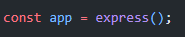 const app = express();